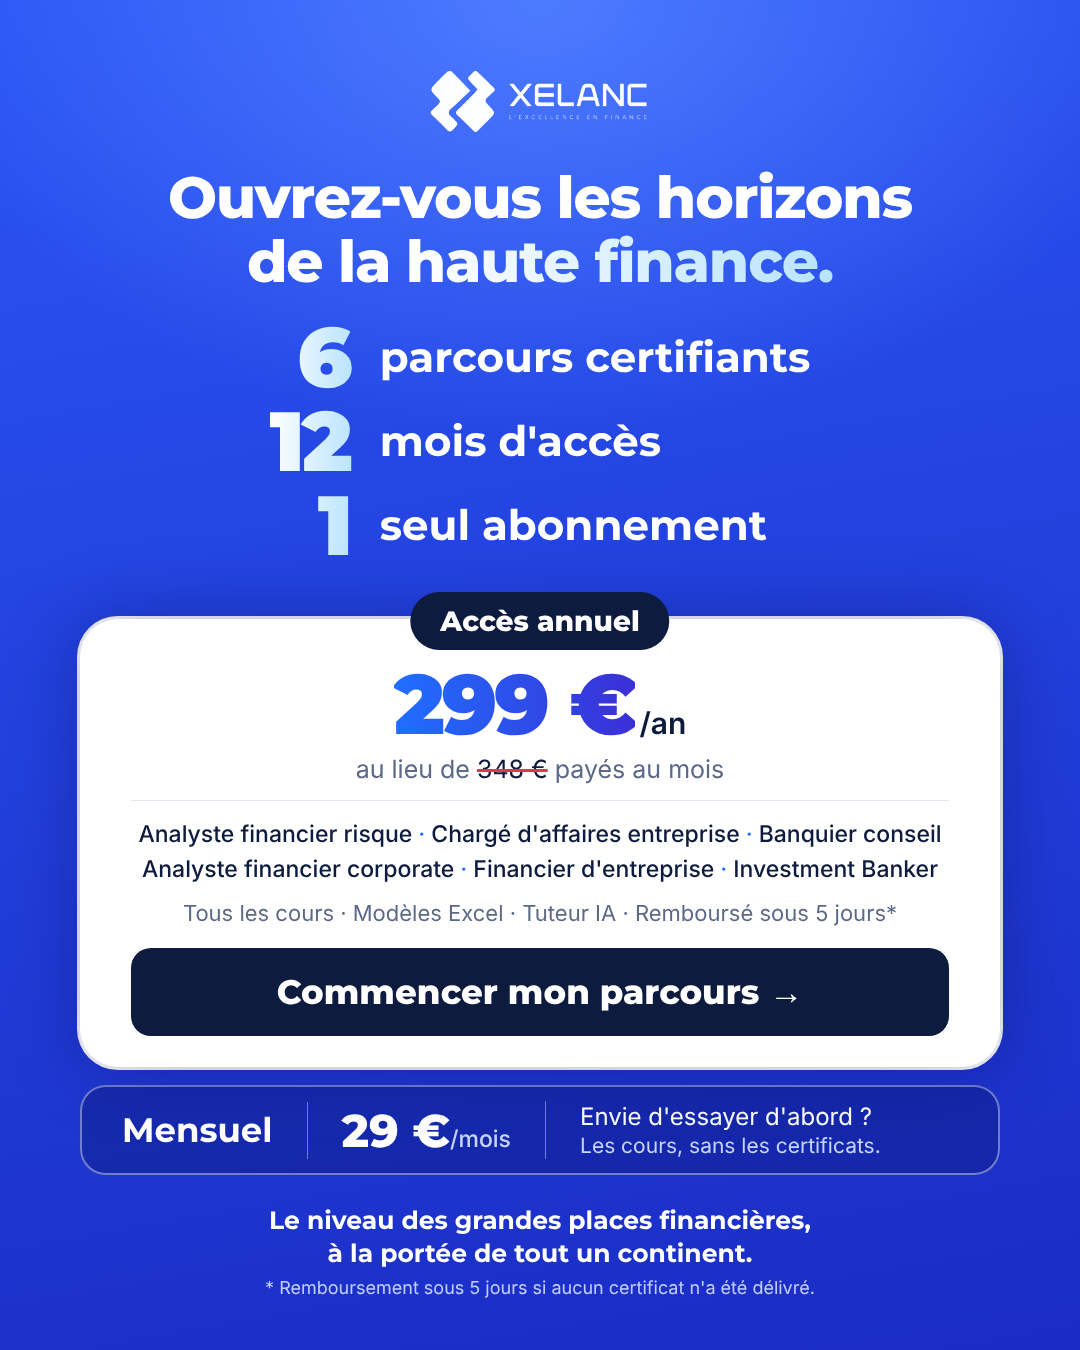 XELANC
L'EXCELLENCE EN FINANCE
Ouvrez-vous les horizons
de la haute finance.
6 parcours certifiants
12 mois d'accès
1 seul abonnement
Accès annuel
299 €/an
au lieu de 348 € payés au mois
Analyste financier risque · Chargé d'affaires entreprise · Banquier conseil
Analyste financier corporate · Financier d'entreprise · Investment Banker
Tous les cours · Modèles Excel · Tuteur IA · Remboursé sous 5 jours*
Commencer mon parcours →
Mensuel
29 €/mois
Envie d'essayer d'abord ?
Les cours, sans les certificats.
Le niveau des grandes places financières,
à la portée de tout un continent.
* Remboursement sous 5 jours si aucun certificat n'a été délivré.